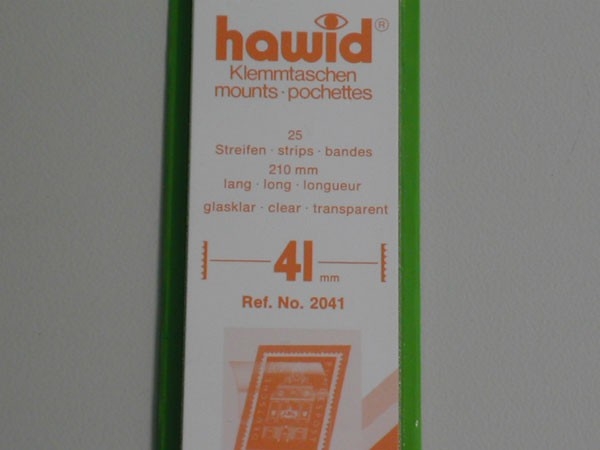 hawid®
Klemmtaschen
mounts · pochettes
25
Streifen · strips · bandes
210 mm
lang · long · longueur
glasklar · clear · transparent
41 mm
Ref. No. 2041